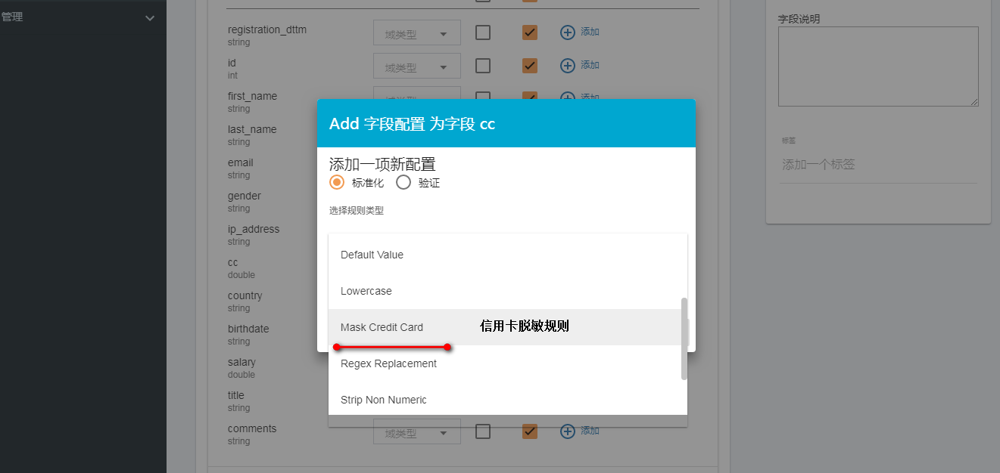 管理
registration_dttm
string
域类型
添加
id
int
域类型
添加
first_name
string
last_name
string
email
string
gender
string
ip_address
string
cc
double
country
string
birthdate
string
salary
double
title
string
comments
string
域类型
添加
Add 字段配置 为字段 cc
添加一项新配置
标准化 验证
选择规则类型
Default Value
Lowercase
Mask Credit Card 信用卡脱敏规则
Regex Replacement
Strip Non Numeric
字段说明
标签
添加一个标签